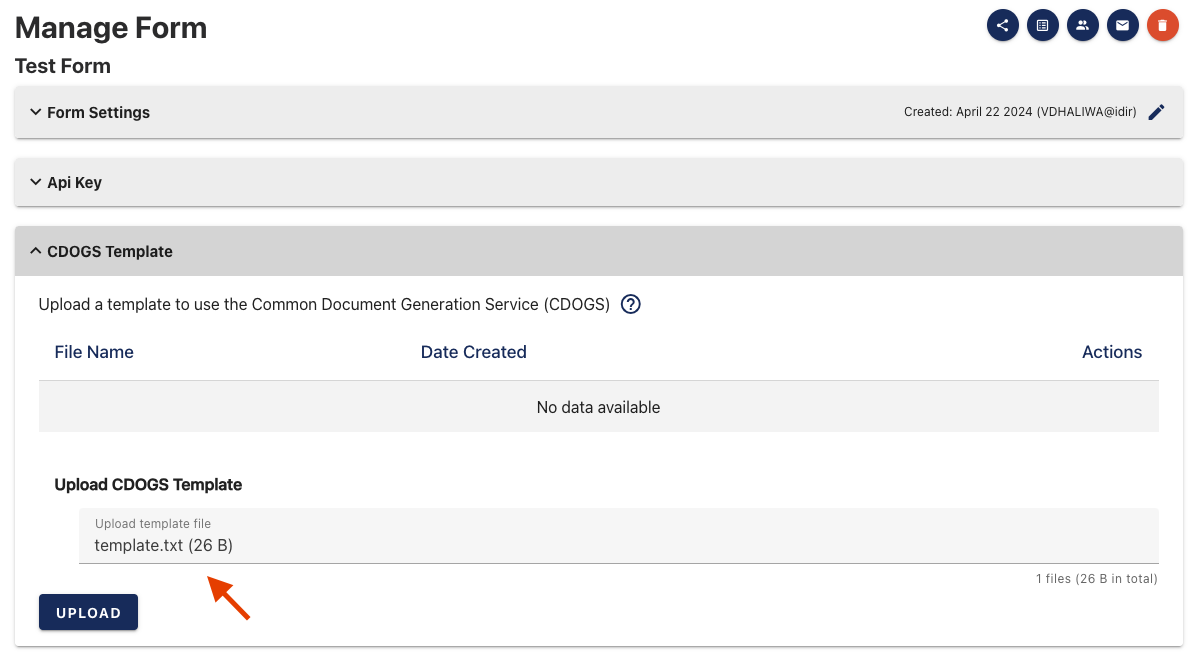 Manage Form
Test Form
Form Settings
Created: April 22 2024 (VDHALIWA@idir)
Api Key
CDOGS Template
Upload a template to use the Common Document Generation Service (CDOGS)
File Name Date Created Actions
No data available
Upload CDOGS Template
Upload template file
template.txt (26 B)
1 files (26 B in total)
UPLOAD